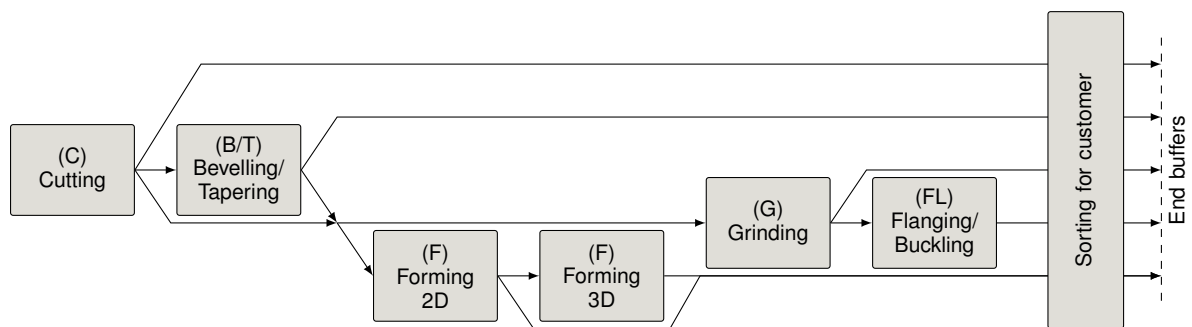 (C)
Cutting
(B/T)
Bevelling/
Tapering
(F)
Forming
2D
(F)
Forming
3D
(G)
Grinding
(FL)
Flanging/
Buckling
Sorting for customer
End buffers